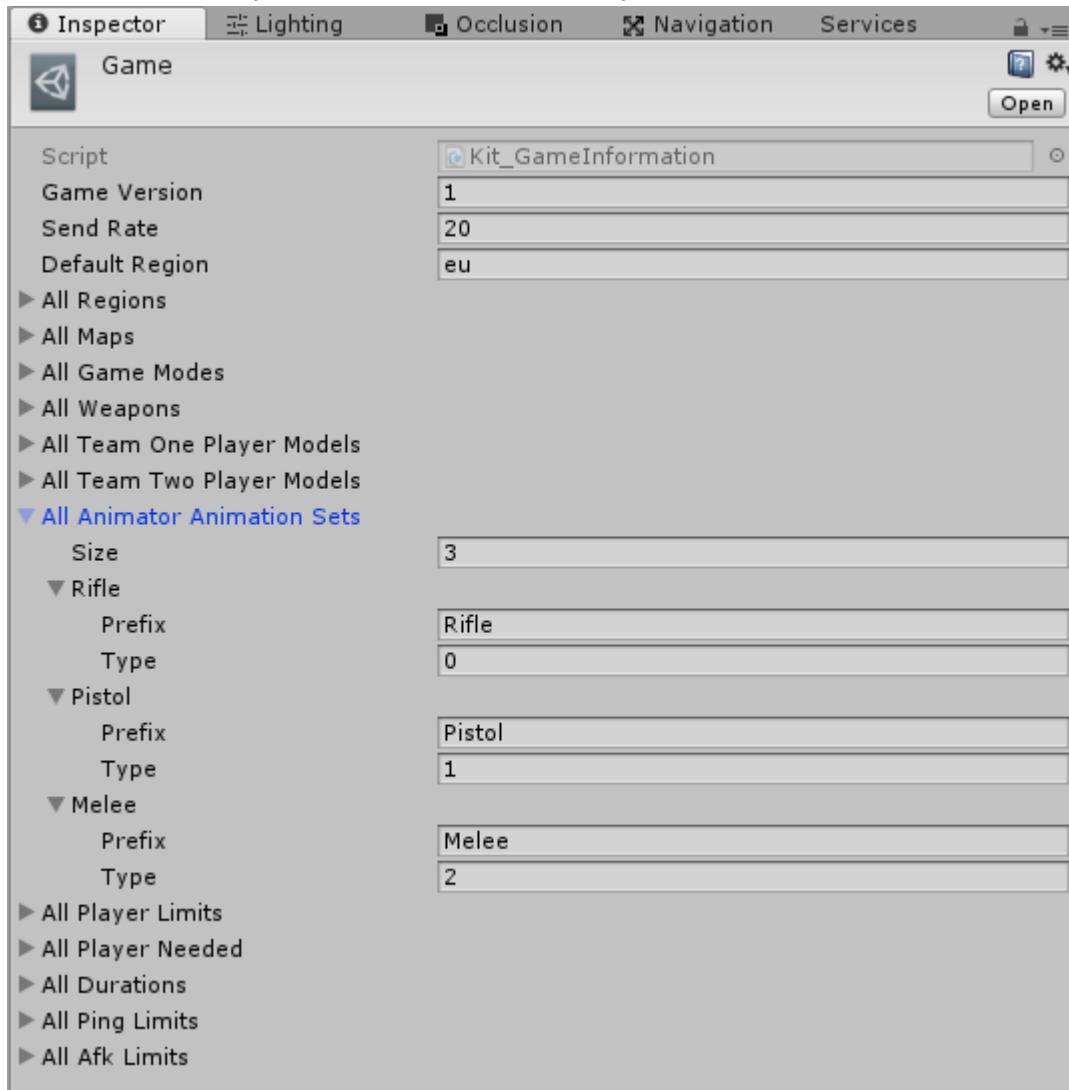 Inspector Lighting Occlusion Navigation Services
Game
Open
Script Kit_GameInformation
Game Version 1
Send Rate 20
Default Region eu
All Regions
All Maps
All Game Modes
All Weapons
All Team One Player Models
All Team Two Player Models
All Animator Animation Sets
Size 3
Rifle
Prefix Rifle
Type 0
Pistol
Prefix Pistol
Type 1
Melee
Prefix Melee
Type 2
All Player Limits
All Player Needed
All Durations
All Ping Limits
All Afk Limits